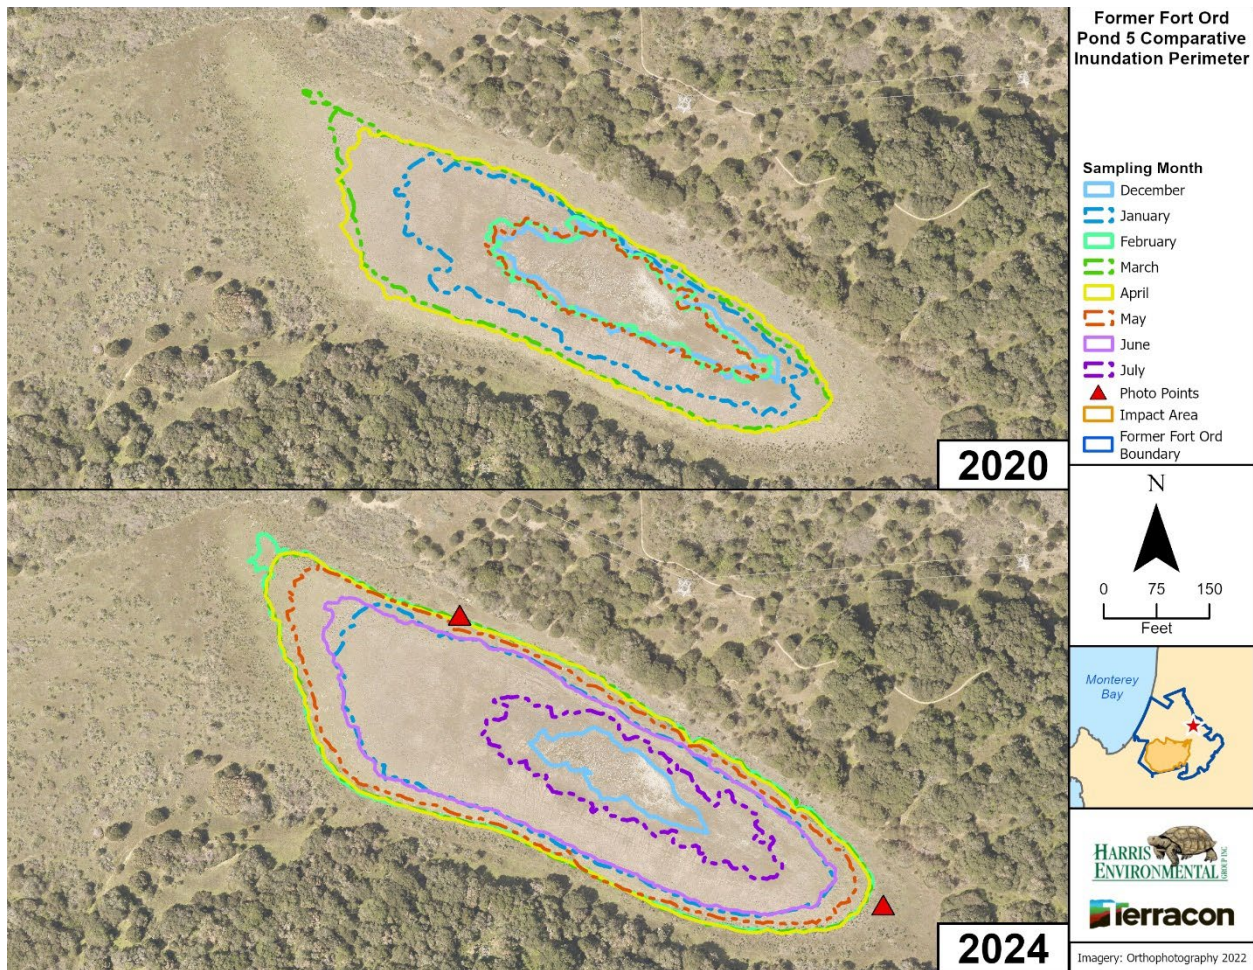 Former Fort Ord
Pond 5 Comparative
Inundation Perimeter
Sampling Month
December
January
February
March
April
May
June
July
Photo Points
Impact Area
Former Fort Ord
Boundary
2020
N
0 75 150
Feet
Monterey
Bay
HARRIS
ENVIRONMENTAL GROUP INC
Terracon
2024
Imagery: Orthophotography 2022